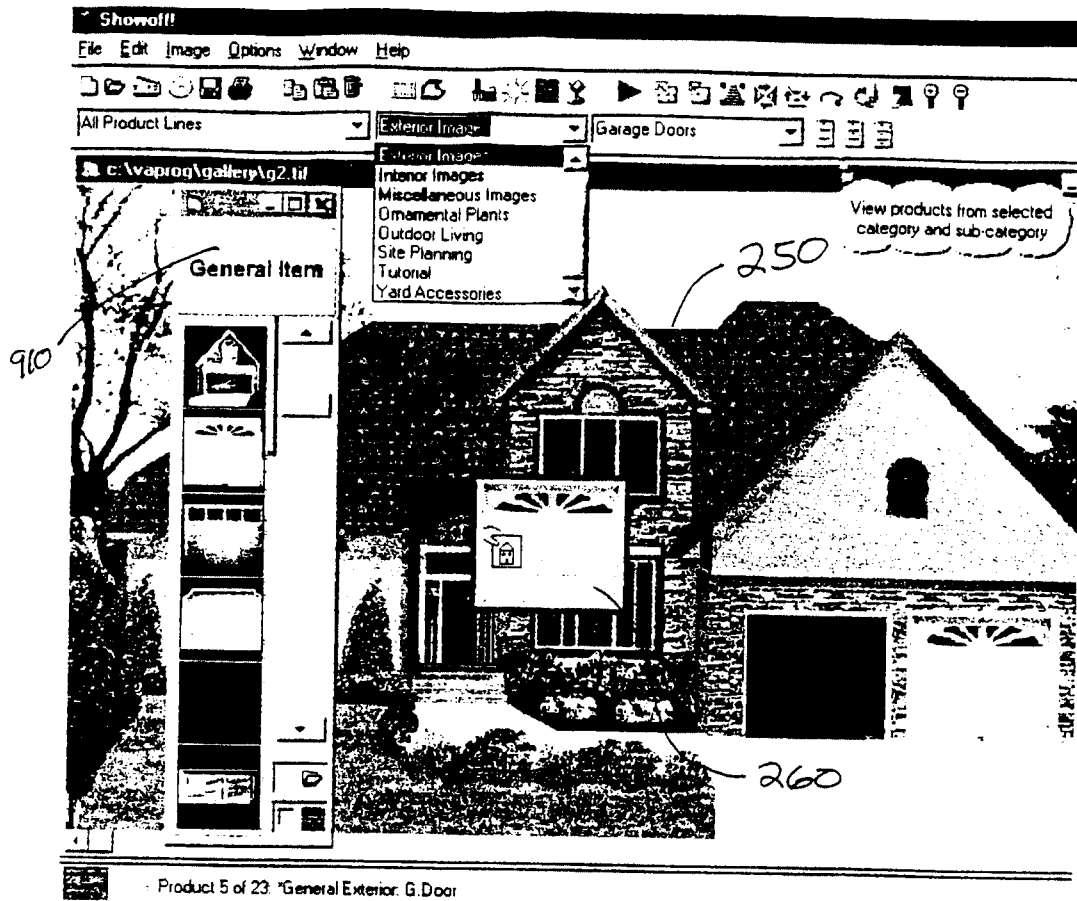 Showoff!
File Edit Image Options Window Help
All Product Lines
Exterior Image
Garage Doors
c:\vaprog\gallery\g2.tif
Exterior Images
Interior Images
Miscellaneous Images
Ornamental Plants
Outdoor Living
Site Planning
Tutorial
Yard Accessories
View products from selected
category and sub-category
General Item
250
910
260
Product 5 of 23: *General Exterior: G.Door